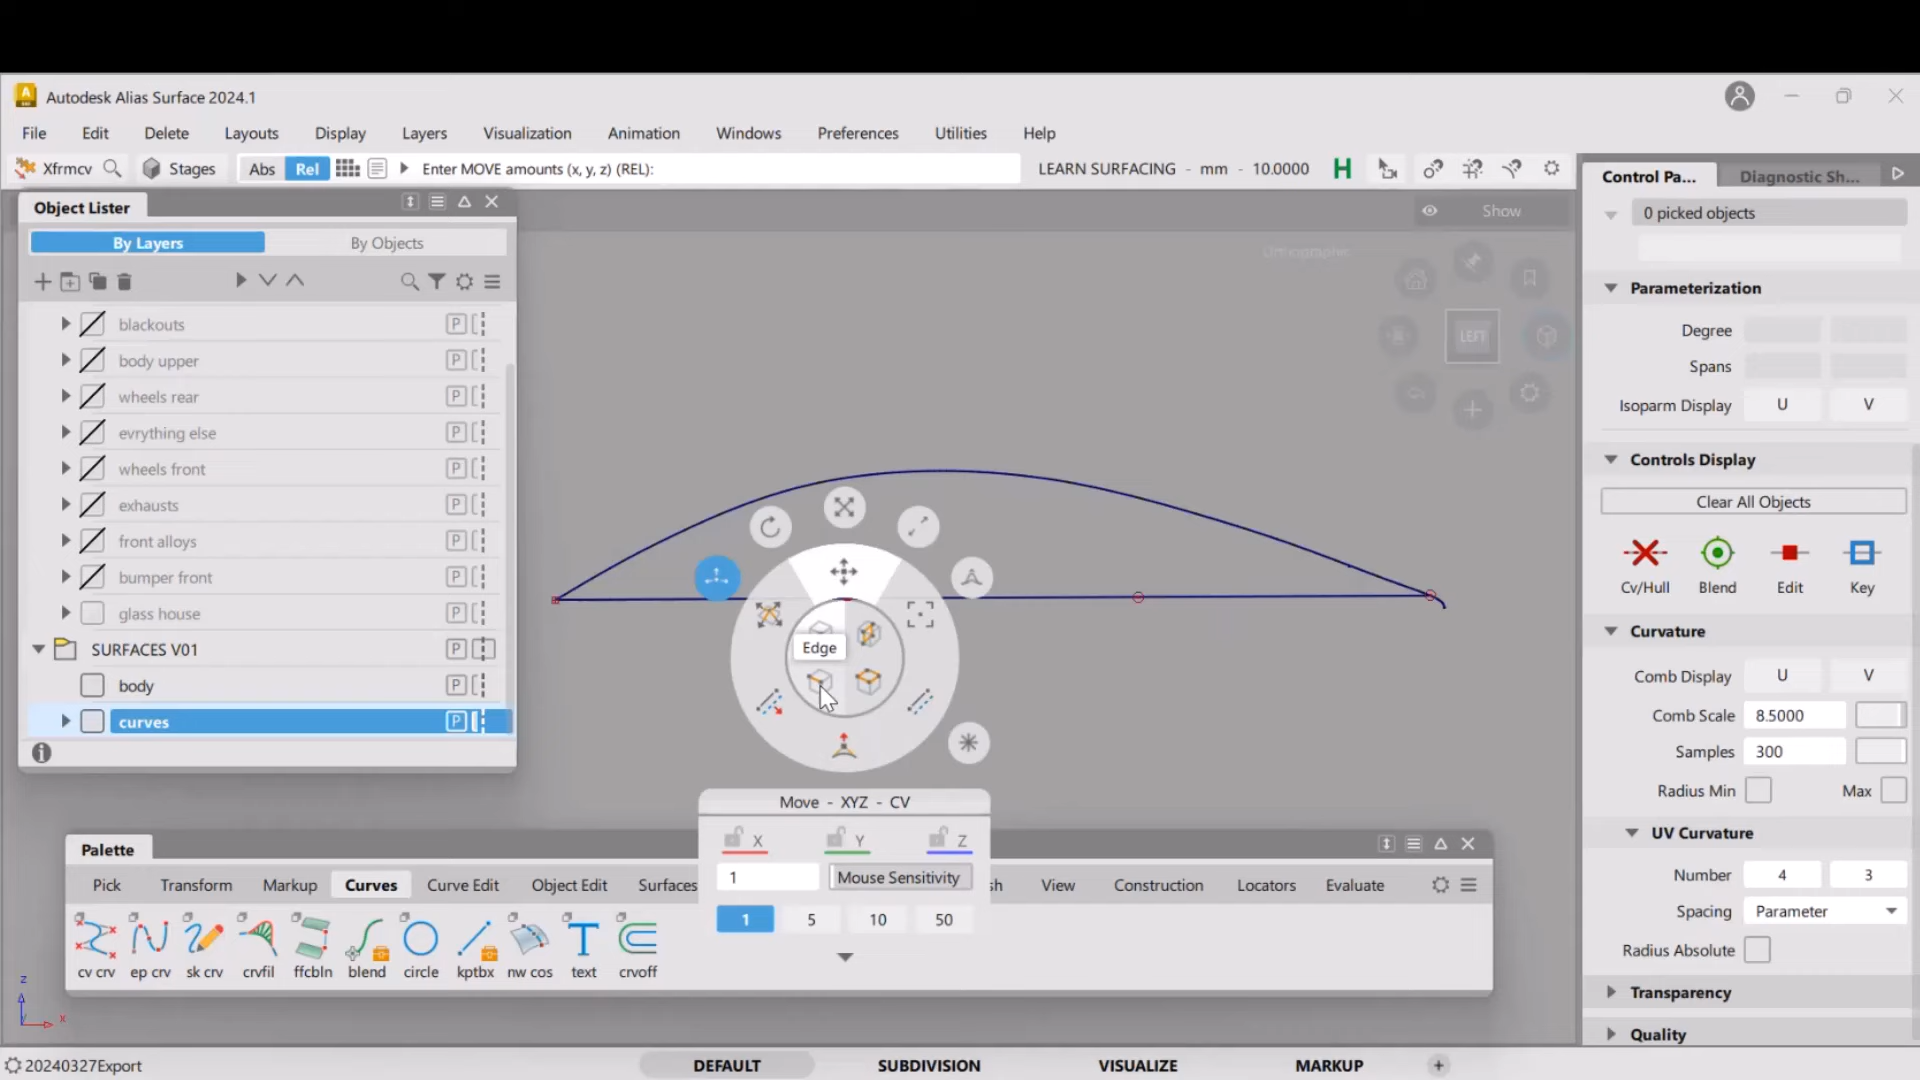 Autodesk Alias Surface 2024.1
File Edit Delete Layouts Display Layers Visualization Animation Windows Preferences Utilities Help
Xfrmcv Stages Abs Rel Enter MOVE amounts (x, y, z) (REL): LEARN SURFACING - mm - 10.0000 H
Object Lister
By Layers By Objects
blackouts P
body upper P
wheels rear P
evrything else P
wheels front P
exhausts P
front alloys P
bumper front P
glass house P
SURFACES V01 P
body P
curves P
Show
Orthographic
LEFT
Edge
Move - XYZ - CV
X Y Z
1 Mouse Sensitivity
1 5 10 50
Palette
Pick Transform Markup Curves Curve Edit Object Edit Surfaces sh View Construction Locators Evaluate
cv crv ep crv sk crv crvfil ffcbln blend circle kptbx nw cos text crvoff
z
x
Control Pa... Diagnostic Sh...
0 picked objects
Parameterization
Degree
Spans
Isoparm Display U V
Controls Display
Clear All Objects
Cv/Hull Blend Edit Key
Curvature
Comb Display U V
Comb Scale 8.5000
Samples 300
Radius Min Max
UV Curvature
Number 4 3
Spacing Parameter
Radius Absolute
Transparency
Quality
20240327Export DEFAULT SUBDIVISION VISUALIZE MARKUP +